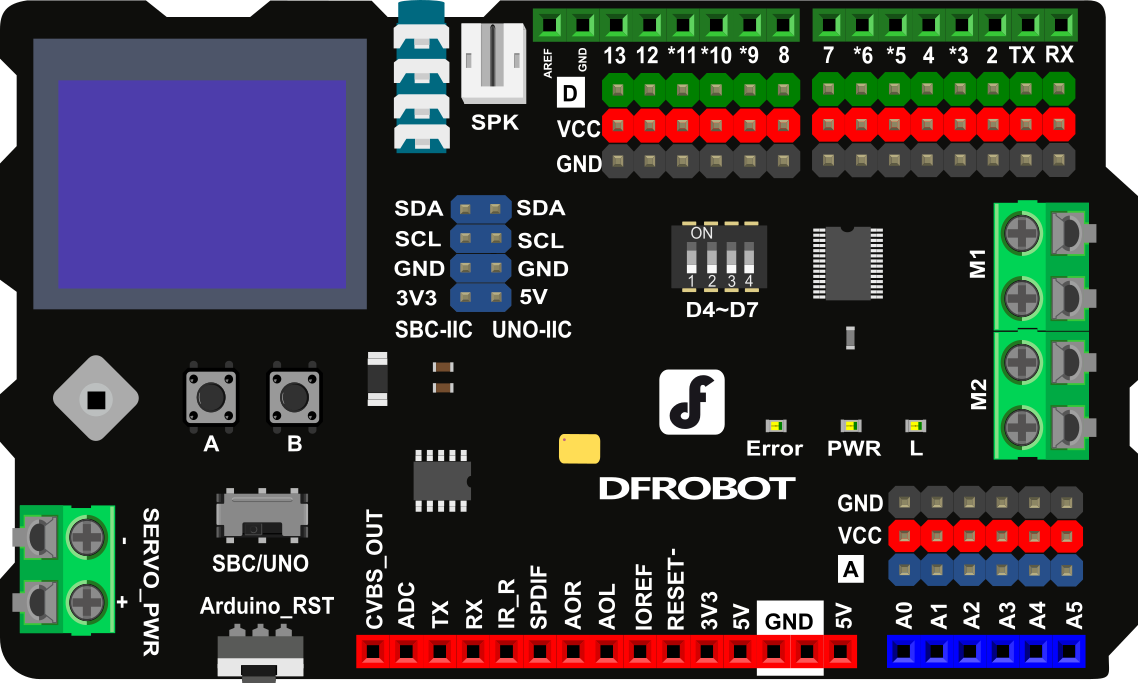 AREF GND 13 12 *11 *10 *9 8 7 *6 *5 4 *3 2 TX RX
SPK
D
VCC
GND
SDA SDA
SCL SCL
GND GND
3V3 5V
SBC-IIC UNO-IIC
ON
1 2 3 4
D4~D7
M1
M2
A B
Error PWR L
DFROBOT
SERVO_PWR
-
+
SBC/UNO
Arduino_RST
GND
VCC
A
CVBS_OUT ADC TX RX IR_R SPDIF AOR AOL IOREF RESET- 3V3 5V GND 5V
A0 A1 A2 A3 A4 A5